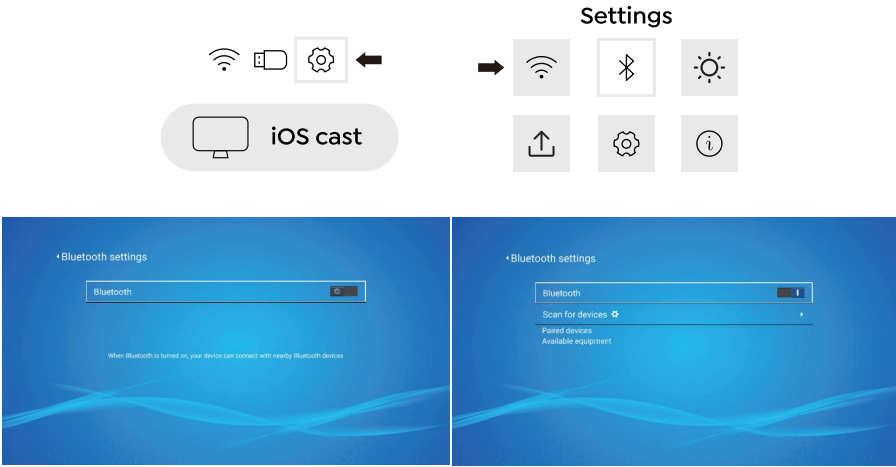 Settings
iOS cast
Bluetooth settings
Bluetooth
When Bluetooth is turned on, your device can connect with nearby Bluetooth devices
Bluetooth settings
Bluetooth
Scan for devices
Paired devices
Available equipment